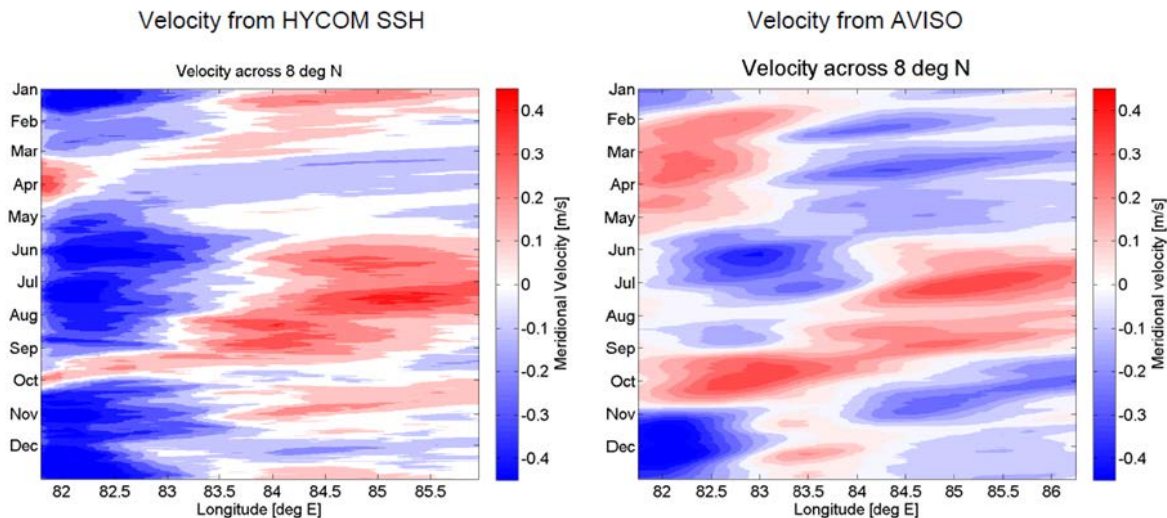 Velocity from HYCOM SSH
Velocity across 8 deg N
Jan
Feb
Mar
Apr
May
Jun
Jul
Aug
Sep
Oct
Nov
Dec
82 82.5 83 83.5 84 84.5 85 85.5
Longitude [deg E]
0.4
0.3
0.2
0.1
0
-0.1
-0.2
-0.3
-0.4
Meridional Velocity [m/s]
Velocity from AVISO
Velocity across 8 deg N
Jan
Feb
Mar
Apr
May
Jun
Jul
Aug
Sep
Oct
Nov
Dec
82 82.5 83 83.5 84 84.5 85 85.5 86
Longitude [deg E]
0.4
0.3
0.2
0.1
0
-0.1
-0.2
-0.3
-0.4
Meridional Velocity [m/s]